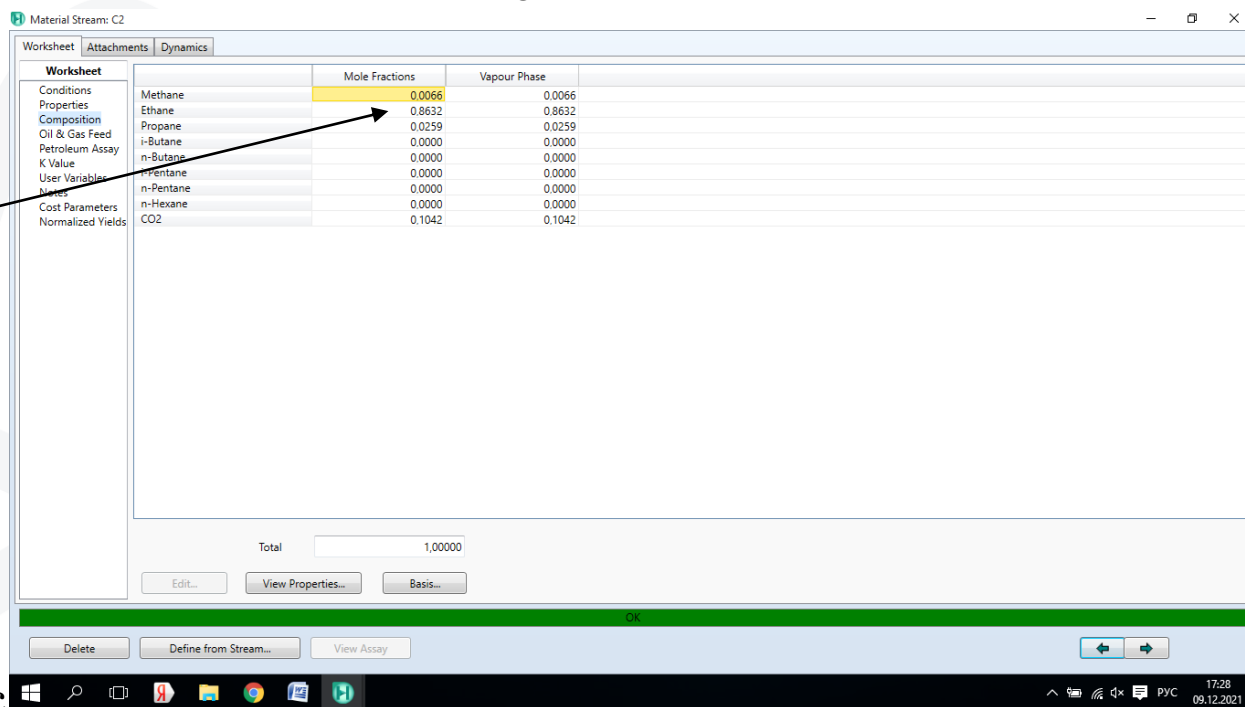 Material Stream: C2
Worksheet Attachments Dynamics
Worksheet
Conditions
Properties
Composition
Oil & Gas Feed
Petroleum Assay
K Value
User Variables
Notes
Cost Parameters
Normalized Yields
Mole Fractions Vapour Phase
Methane 0,0066 0,0066
Ethane 0,8632 0,8632
Propane 0,0259 0,0259
i-Butane 0,0000 0,0000
n-Butane 0,0000 0,0000
i-Pentane 0,0000 0,0000
n-Pentane 0,0000 0,0000
n-Hexane 0,0000 0,0000
CO2 0,1042 0,1042
Total 1,00000
Edit... View Properties... Basis...
OK
Delete Define from Stream... View Assay
РУС 17:28
09.12.2021